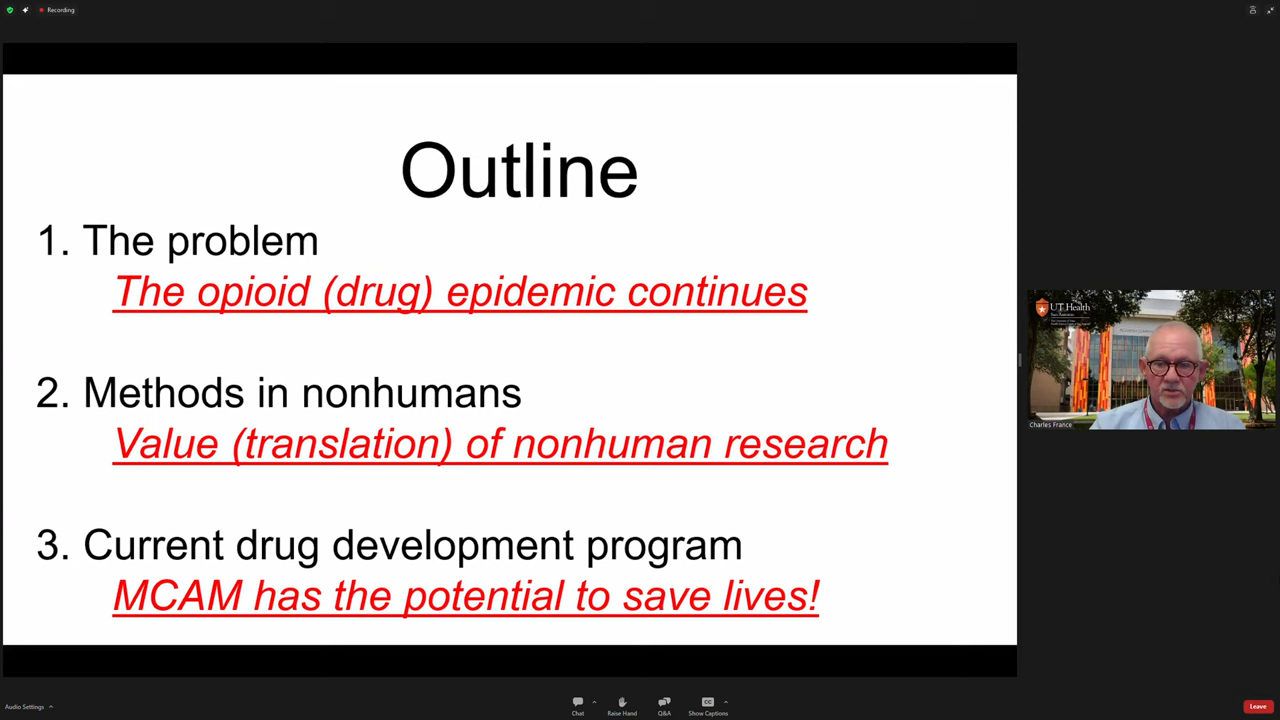 Recording
Outline
1. The problem
The opioid (drug) epidemic continues
2. Methods in nonhumans
Value (translation) of nonhuman research
3. Current drug development program
MCAM has the potential to save lives!
UT Health
San Antonio
Charles France
Audio Settings
Chat
Raise Hand
Q&A
CC
Show Captions
Leave